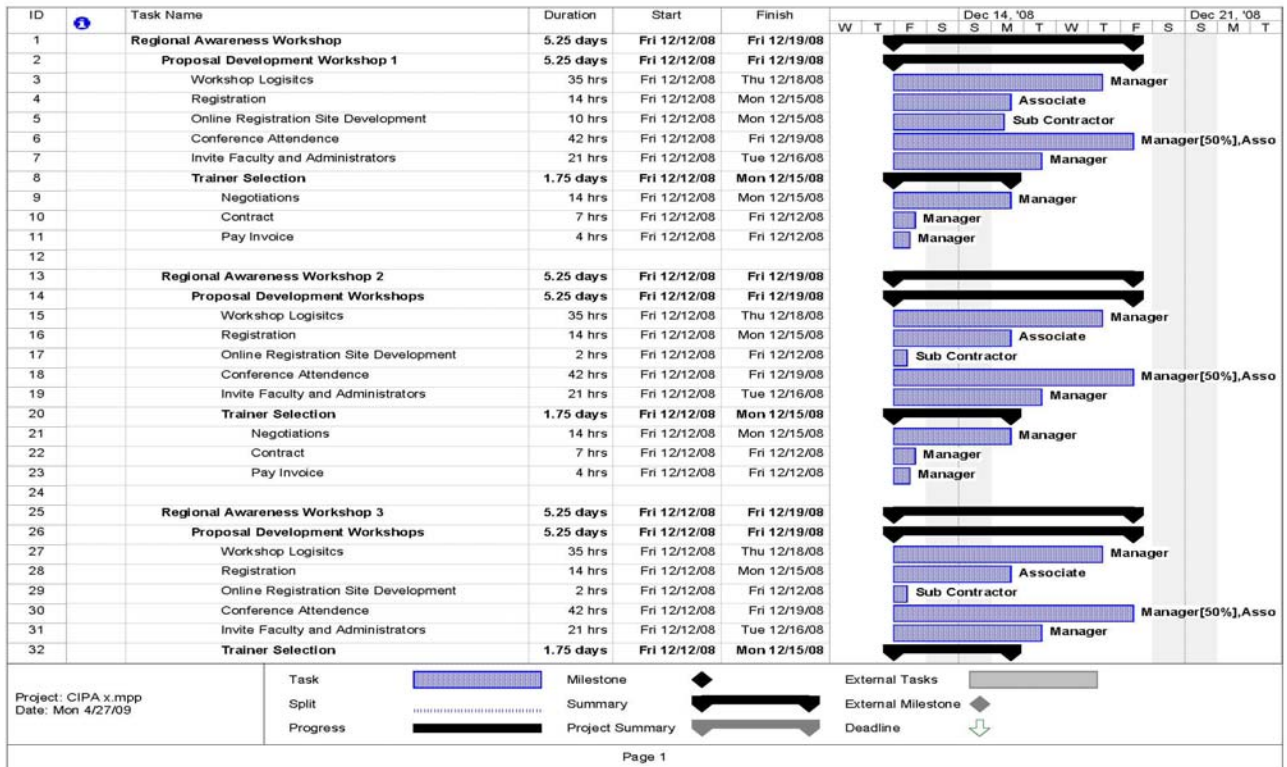 ID Task Name Duration Start Finish Dec 14, '08 Dec 21, '08
W T F S S M T W T F S S M T
1 Regional Awareness Workshop 5.25 days Fri 12/12/08 Fri 12/19/08
2 Proposal Development Workshop 1 5.25 days Fri 12/12/08 Fri 12/19/08
3 Workshop Logisitcs 35 hrs Fri 12/12/08 Thu 12/18/08 Manager
4 Registration 14 hrs Fri 12/12/08 Mon 12/15/08 Associate
5 Online Registration Site Development 10 hrs Fri 12/12/08 Mon 12/15/08 Sub Contractor
6 Conference Attendence 42 hrs Fri 12/12/08 Fri 12/19/08 Manager[50%],Asso
7 Invite Faculty and Administrators 21 hrs Fri 12/12/08 Tue 12/16/08 Manager
8 Trainer Selection 1.75 days Fri 12/12/08 Mon 12/15/08
9 Negotiations 14 hrs Fri 12/12/08 Mon 12/15/08 Manager
10 Contract 7 hrs Fri 12/12/08 Fri 12/12/08 Manager
11 Pay Invoice 4 hrs Fri 12/12/08 Fri 12/12/08 Manager
12
13 Regional Awareness Workshop 2 5.25 days Fri 12/12/08 Fri 12/19/08
14 Proposal Development Workshops 5.25 days Fri 12/12/08 Fri 12/19/08
15 Workshop Logisitcs 35 hrs Fri 12/12/08 Thu 12/18/08 Manager
16 Registration 14 hrs Fri 12/12/08 Mon 12/15/08 Associate
17 Online Registration Site Development 2 hrs Fri 12/12/08 Fri 12/12/08 Sub Contractor
18 Conference Attendence 42 hrs Fri 12/12/08 Fri 12/19/08 Manager[50%],Asso
19 Invite Faculty and Administrators 21 hrs Fri 12/12/08 Tue 12/16/08 Manager
20 Trainer Selection 1.75 days Fri 12/12/08 Mon 12/15/08
21 Negotiations 14 hrs Fri 12/12/08 Mon 12/15/08 Manager
22 Contract 7 hrs Fri 12/12/08 Fri 12/12/08 Manager
23 Pay Invoice 4 hrs Fri 12/12/08 Fri 12/12/08 Manager
24
25 Regional Awareness Workshop 3 5.25 days Fri 12/12/08 Fri 12/19/08
26 Proposal Development Workshops 5.25 days Fri 12/12/08 Fri 12/19/08
27 Workshop Logisitcs 35 hrs Fri 12/12/08 Thu 12/18/08 Manager
28 Registration 14 hrs Fri 12/12/08 Mon 12/15/08 Associate
29 Online Registration Site Development 2 hrs Fri 12/12/08 Fri 12/12/08 Sub Contractor
30 Conference Attendence 42 hrs Fri 12/12/08 Fri 12/19/08 Manager[50%],Asso
31 Invite Faculty and Administrators 21 hrs Fri 12/12/08 Tue 12/16/08 Manager
32 Trainer Selection 1.75 days Fri 12/12/08 Mon 12/15/08
Project: CIPA x.mpp
Date: Mon 4/27/09
Task Milestone External Tasks
Split Summary External Milestone
Progress Project Summary Deadline
Page 1